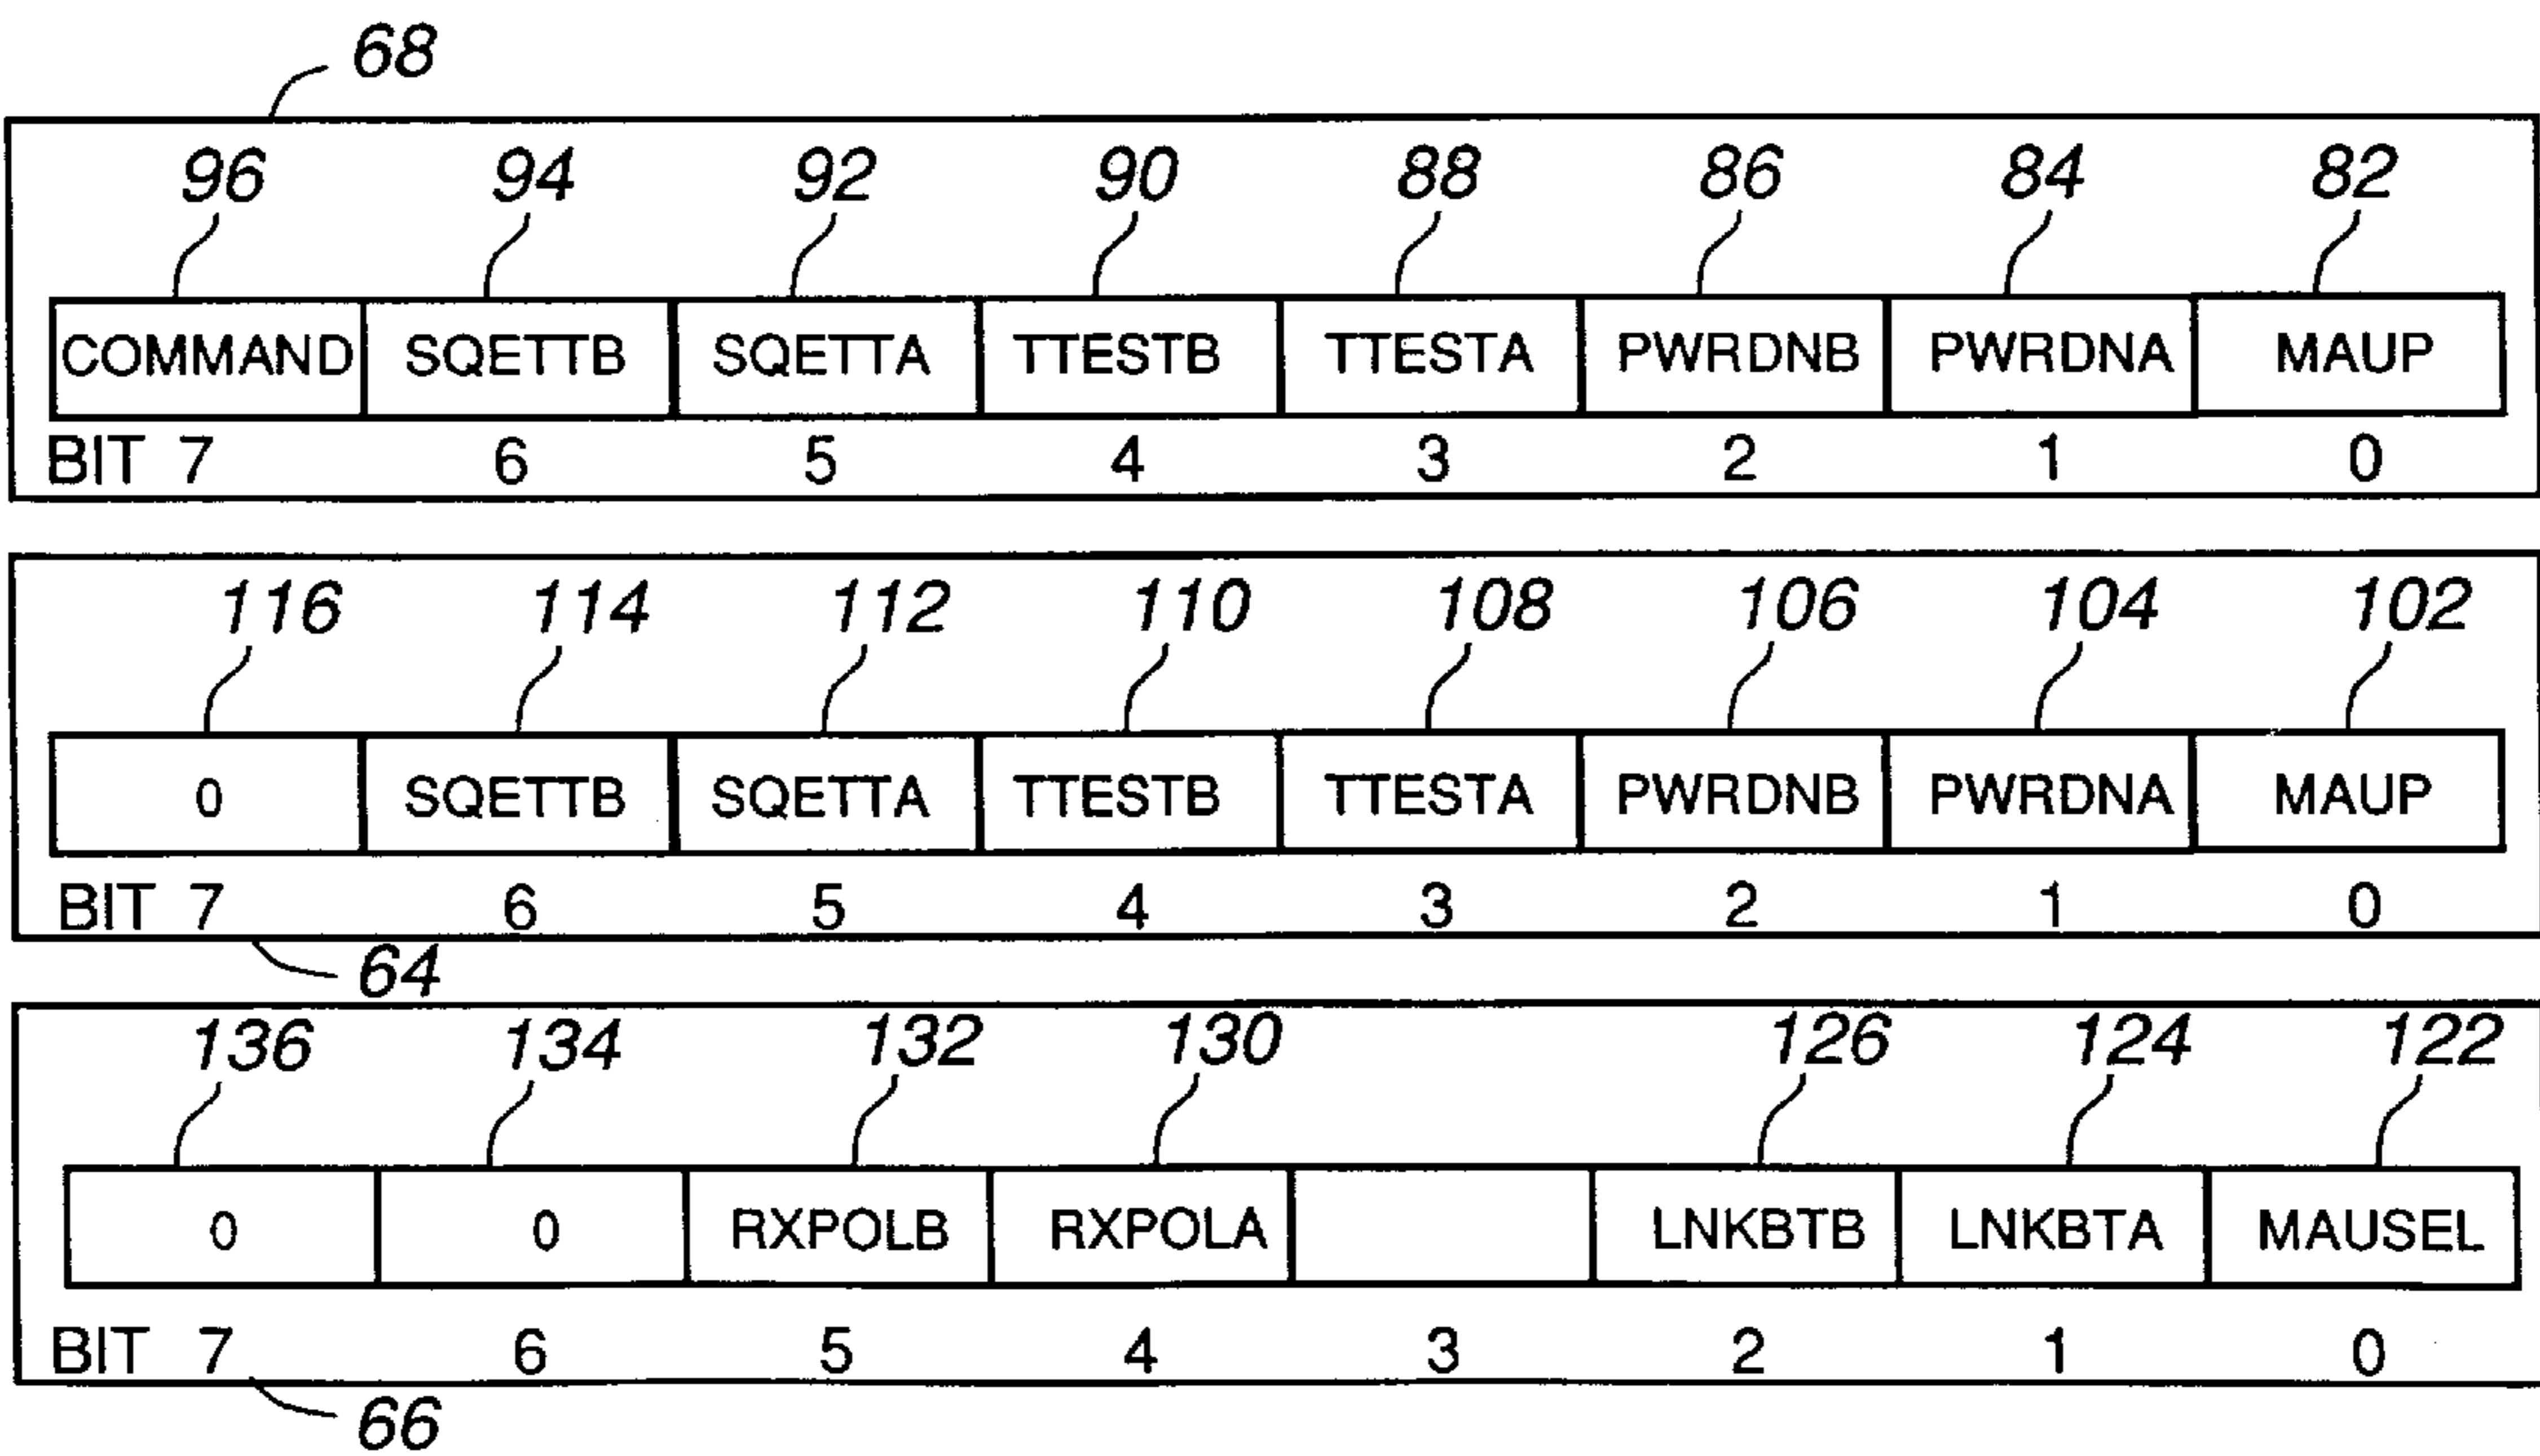 68
96 94 92 90 88 86 84 82
COMMAND SQETTB SQETTA TTESTB TTESTA PWRDNB PWRDNA MAUP
BIT 7 6 5 4 3 2 1 0
116 114 112 110 108 106 104 102
0 SQETTB SQETTA TTESTB TTESTA PWRDNB PWRDNA MAUP
BIT 7 6 5 4 3 2 1 0
64
136 134 132 130 126 124 122
0 0 RXPOLB RXPOLA LNKBTB LNKBTA MAUSEL
BIT 7 6 5 4 3 2 1 0
66